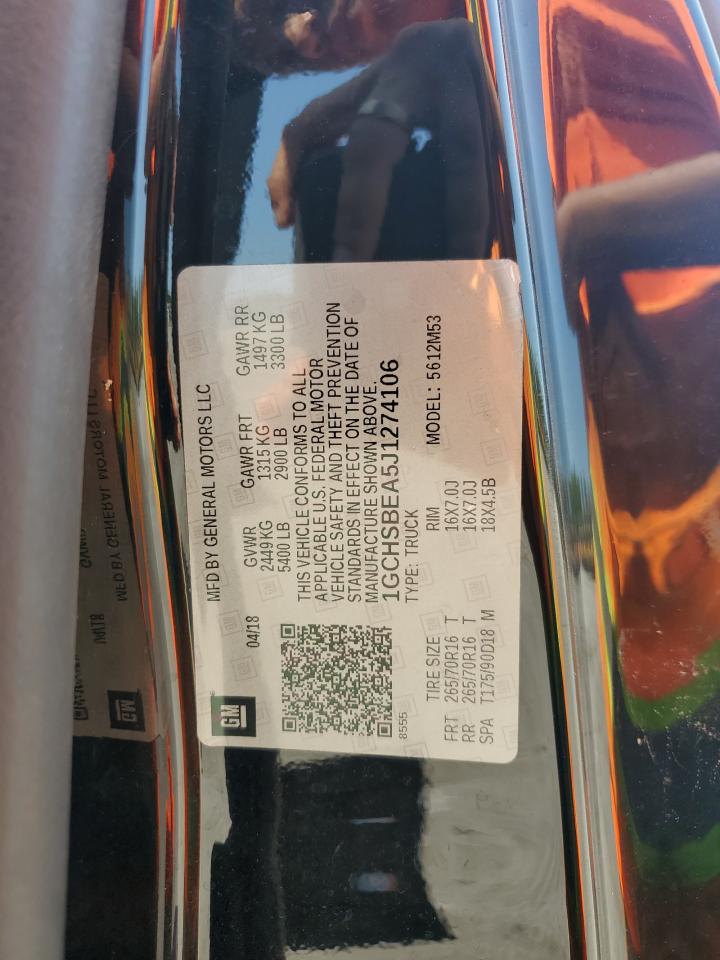 GM
MFD BY GENERAL MOTORS LLC
04/18
GVWR GAWR FRT GAWR RR
2449 KG 1315 KG 1497 KG
5400 LB 2900 LB 3300 LB
THIS VEHICLE CONFORMS TO ALL
APPLICABLE U.S. FEDERAL MOTOR
VEHICLE SAFETY AND THEFT PREVENTION
STANDARDS IN EFFECT ON THE DATE OF
MANUFACTURE SHOWN ABOVE.
1GCHSBEA5J1274106
8555
TYPE: TRUCK
MODEL: 5612M53
TIRE SIZE RIM
FRT 265/70R16 T 16X7.0J
RR 265/70R16 T 16X7.0J
SPA T175/90D18 M 18X4.5B